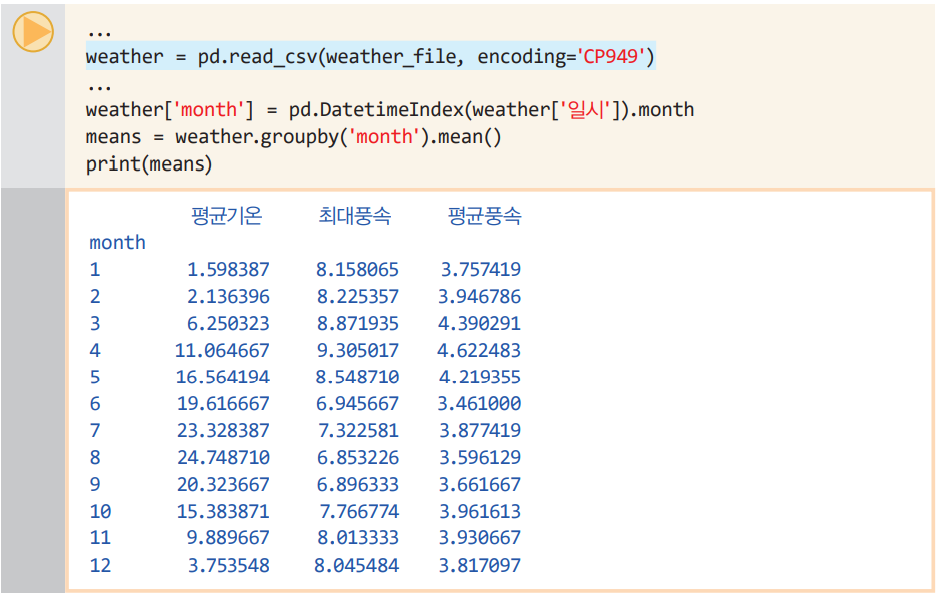 ...
weather = pd.read_csv(weather_file, encoding='CP949')
...
weather['month'] = pd.DatetimeIndex(weather['일시']).month
means = weather.groupby('month').mean()
print(means)
평균기온 최대풍속 평균풍속
month
1 1.598387 8.158065 3.757419
2 2.136396 8.225357 3.946786
3 6.250323 8.871935 4.390291
4 11.064667 9.305017 4.622483
5 16.564194 8.548710 4.219355
6 19.616667 6.945667 3.461000
7 23.328387 7.322581 3.877419
8 24.748710 6.853226 3.596129
9 20.323667 6.896333 3.661667
10 15.383871 7.766774 3.961613
11 9.889667 8.013333 3.930667
12 3.753548 8.045484 3.817097